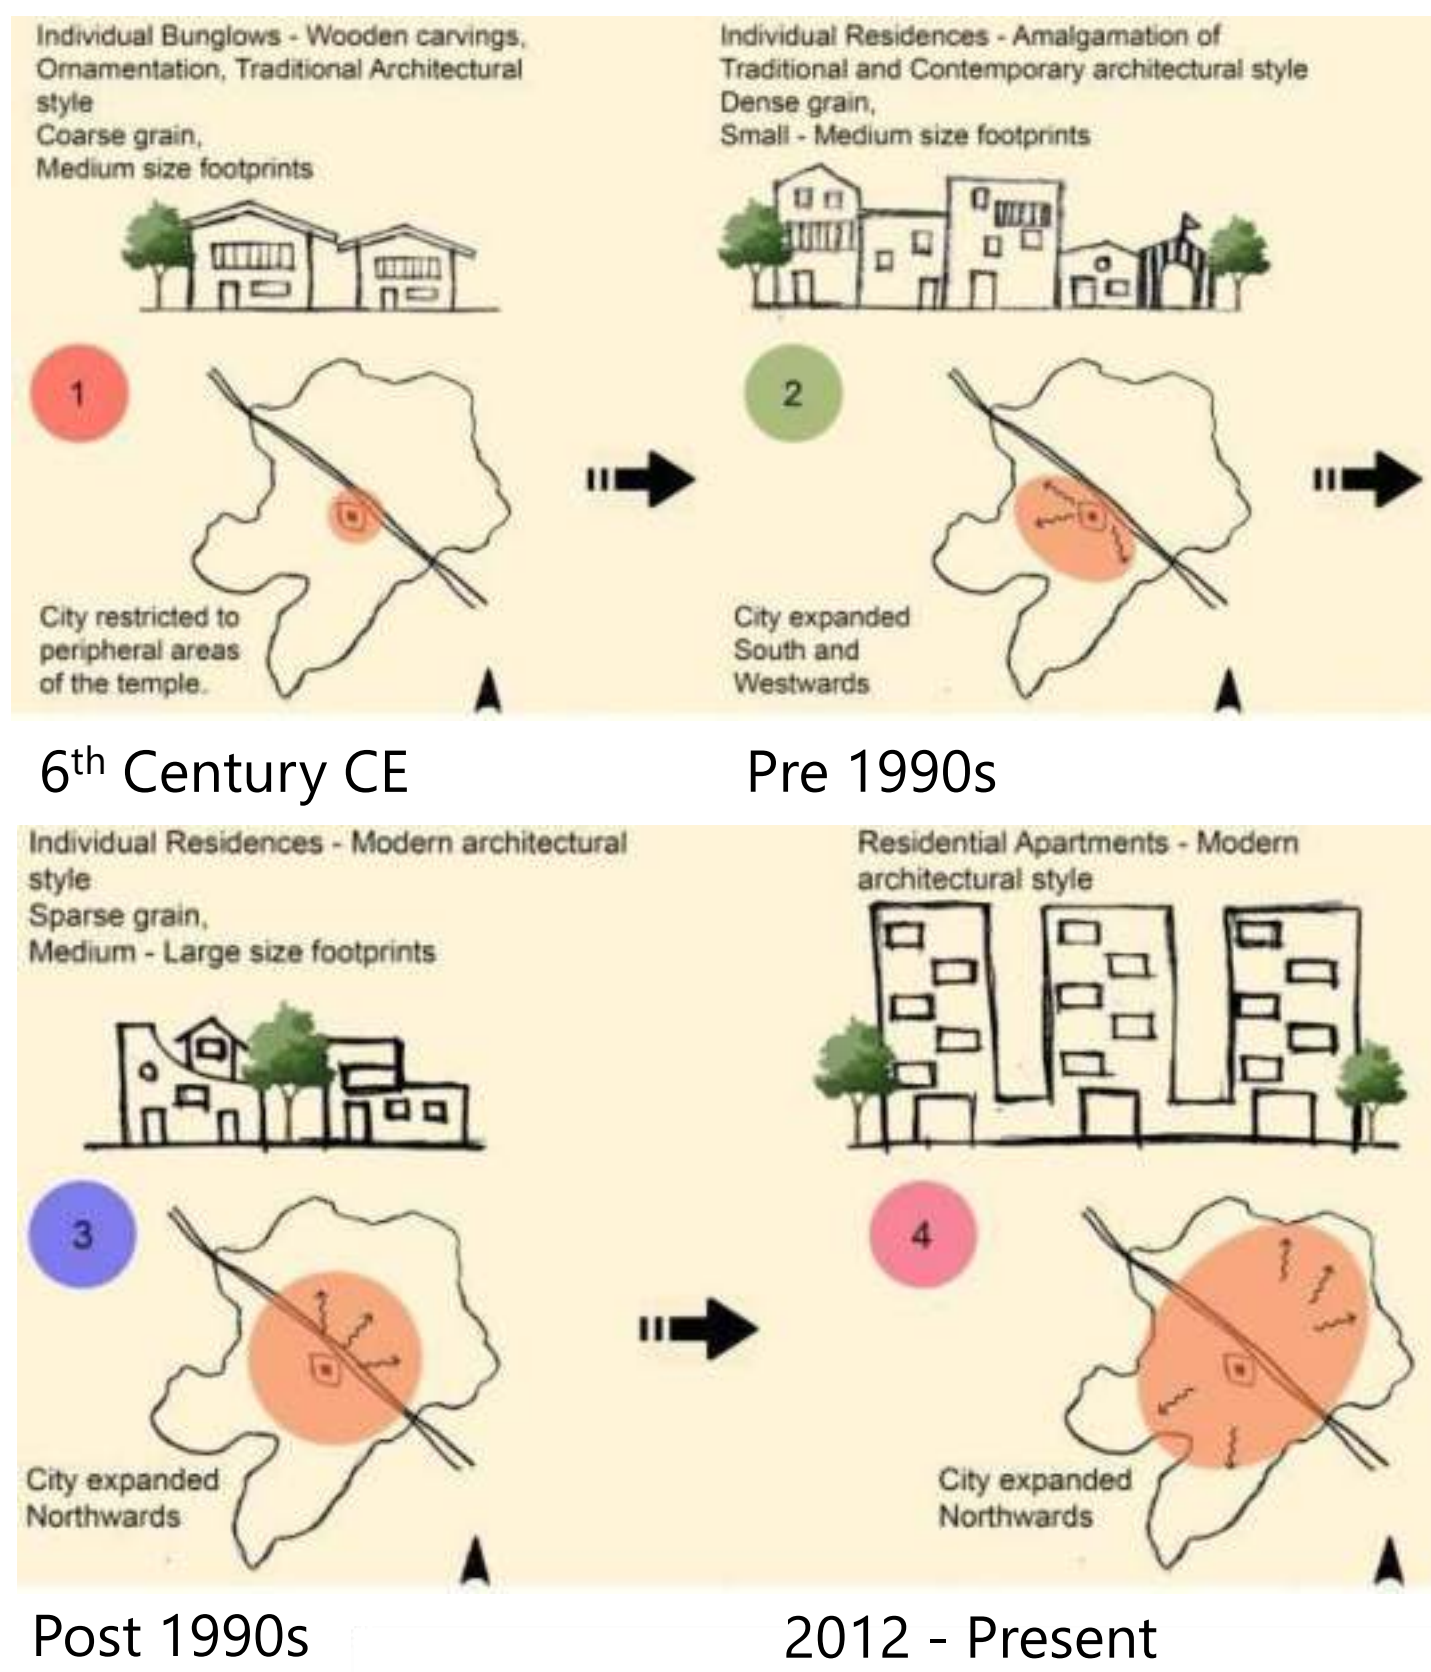 Individual Bunglows - Wooden carvings,
Ornamentation, Traditional Architectural
style
Coarse grain,
Medium size footprints
1
City restricted to
peripheral areas
of the temple.
6th Century CE
Individual Residences - Amalgamation of
Traditional and Contemporary architectural style
Dense grain,
Small - Medium size footprints
2
City expanded
South and
Westwards
Pre 1990s
Individual Residences - Modern architectural
style
Sparse grain,
Medium - Large size footprints
3
City expanded
Northwards
Post 1990s
Residential Apartments - Modern
architectural style
4
City expanded
Northwards
2012 - Present